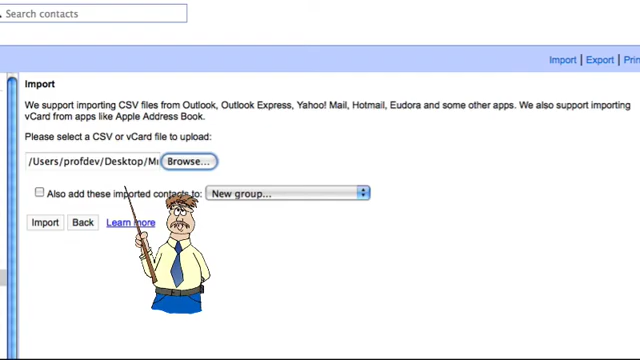 Search contacts
Import | Export |
Import
We support importing CSV files from Outlook, Outlook Express, Yahoo! Mail, Hotmail, Eudora and some other apps. We also support importing
vCard from apps like Apple Address Book.
Please select a CSV or vCard file to upload:
/Users/profdev/Desktop/ Browse...
Also add these imported contacts to: New group...
Import Back Learn more